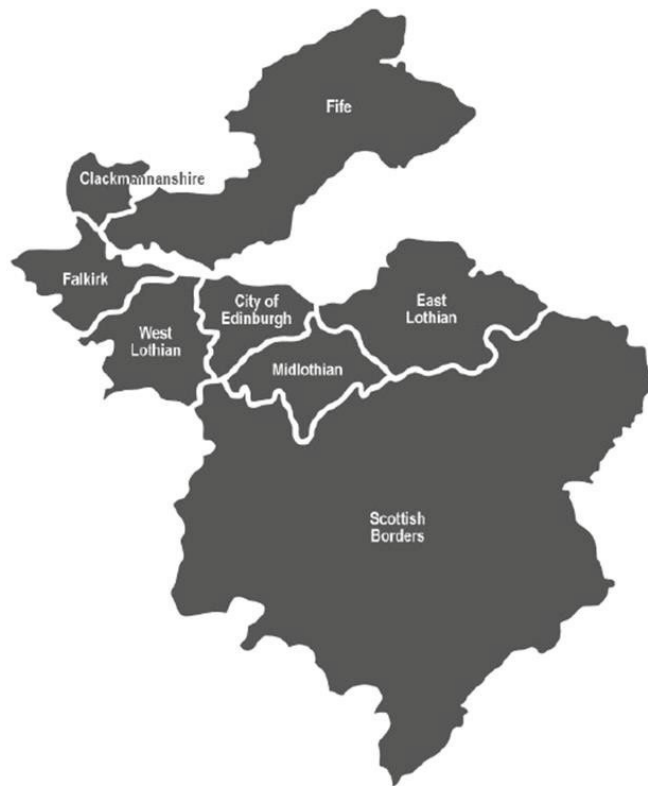 Fife
Clackmannanshire
Falkirk
City of
Edinburgh
East
Lothian
West
Lothian
Midlothian
Scottish
Borders